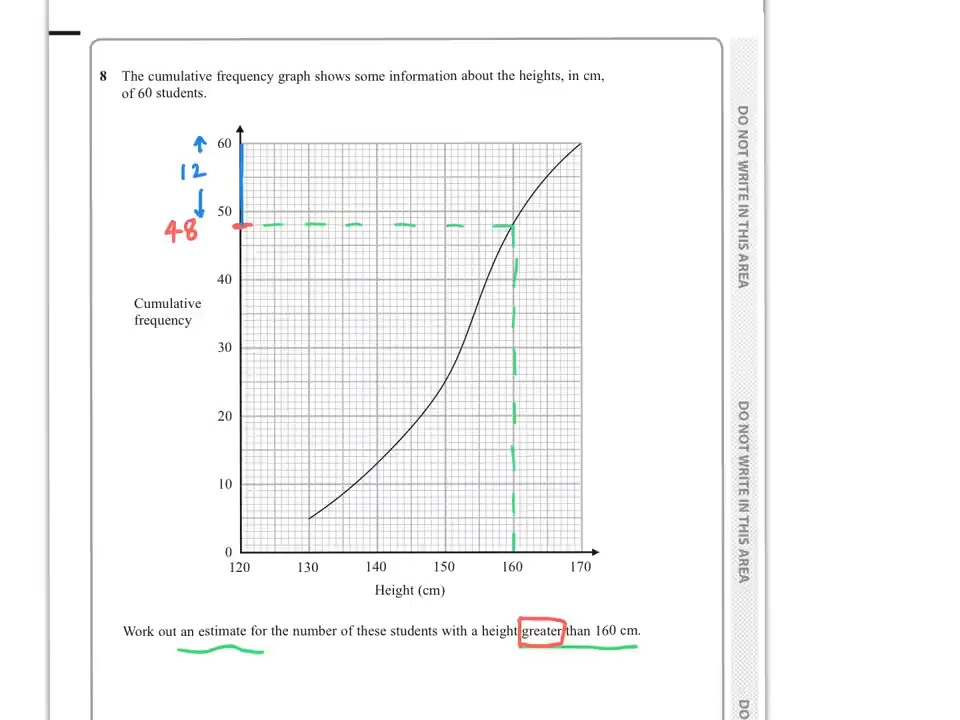 8 The cumulative frequency graph shows some information about the heights, in cm,
of 60 students.
60
12
50
48
40
Cumulative
frequency
30
20
10
0
120 130 140 150 160 170
Height (cm)
Work out an estimate for the number of these students with a height greater than 160 cm.
DO NOT WRITE IN THIS AREA
DO NOT WRITE IN THIS AREA
DO